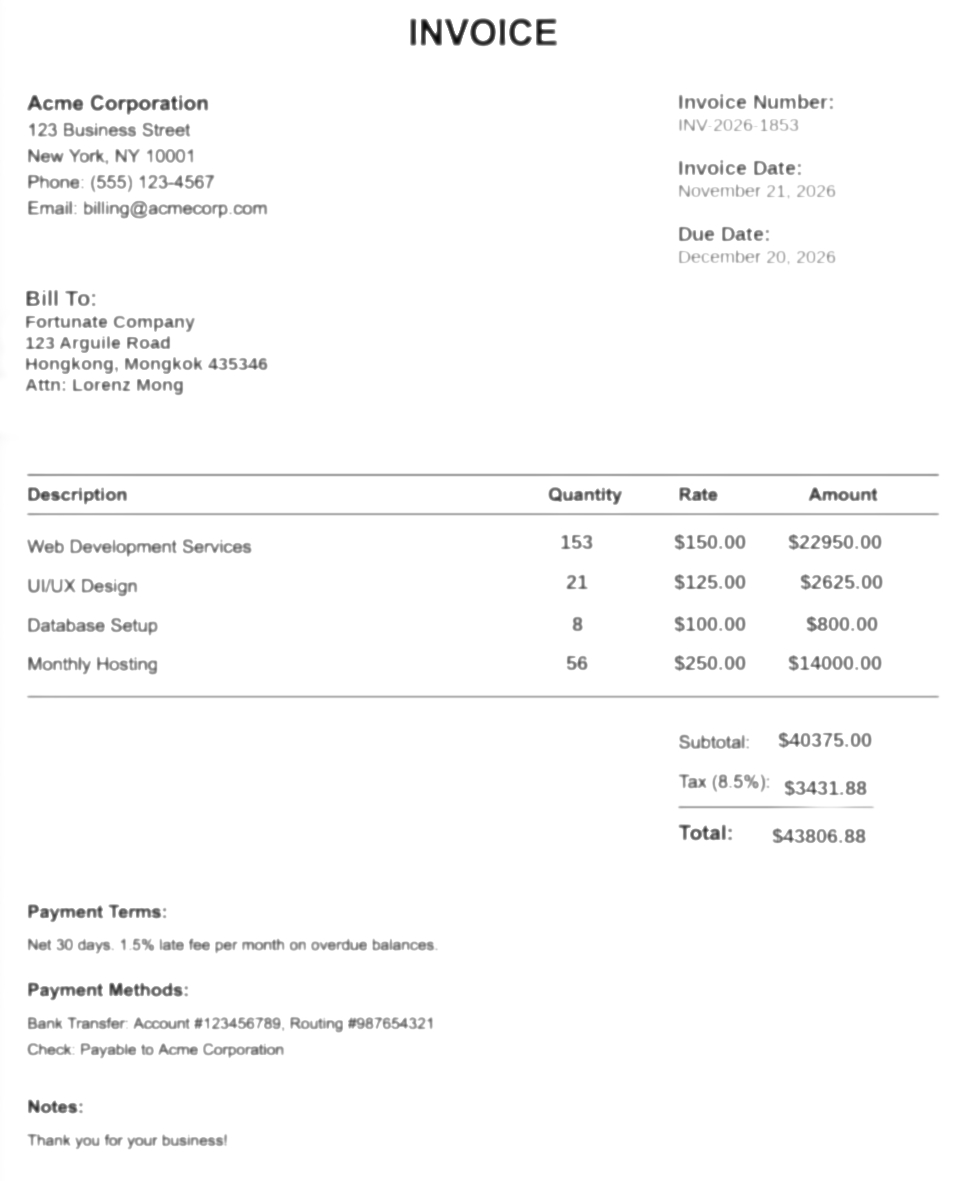 INVOICE
Acme Corporation
123 Business Street
New York, NY 10001
Phone: (555) 123-4567
Email: billing@acmecorp.com
Invoice Number:
INV-2026-1853
Invoice Date:
November 21, 2026
Due Date:
December 20, 2026
Bill To:
Fortunate Company
123 Arguile Road
Hongkong, Mongkok 435346
Attn: Lorenz Mong
Description Quantity Rate Amount
Web Development Services 153 $150.00 $22950.00
UI/UX Design 21 $125.00 $2625.00
Database Setup 8 $100.00 $800.00
Monthly Hosting 56 $250.00 $14000.00
Subtotal: $40375.00
Tax (8.5%): $3431.88
Total: $43806.88
Payment Terms:
Net 30 days. 1.5% late fee per month on overdue balances.
Payment Methods:
Bank Transfer: Account #123456789, Routing #987654321
Check: Payable to Acme Corporation
Notes:
Thank you for your business!